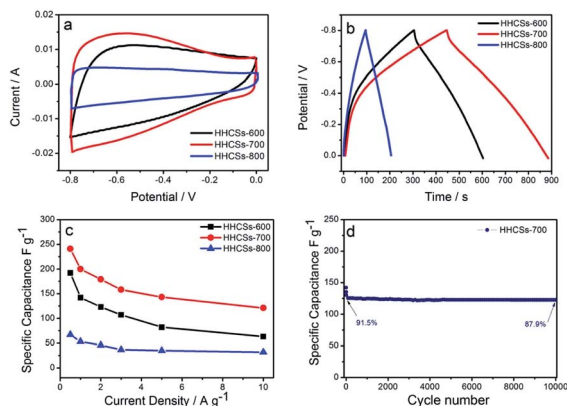 a
Current / A
0.02
0.01
0.00
-0.01
-0.02
-0.8
-0.6
-0.4
-0.2
0.0
Potential / V
HHCSs-600
HHCSs-700
HHCSs-800
b
Potential / -V
-0.8
-0.6
-0.4
-0.2
0.0
0 100 200 300 400 500 600 700 800 900
Time / s
HHCSs-600
HHCSs-700
HHCSs-800
c
Specific Capacitance F g-1
300
250
200
150
100
50
0
0 2 4 6 8 10
Current Density / A g-1
HHCSs-600
HHCSs-700
HHCSs-800
d
Specific Capacitance F g-1
250
200
150
100
50
0
0 2000 4000 6000 8000 10000
Cycle number
HHCSs-700
91.5%
87.9%